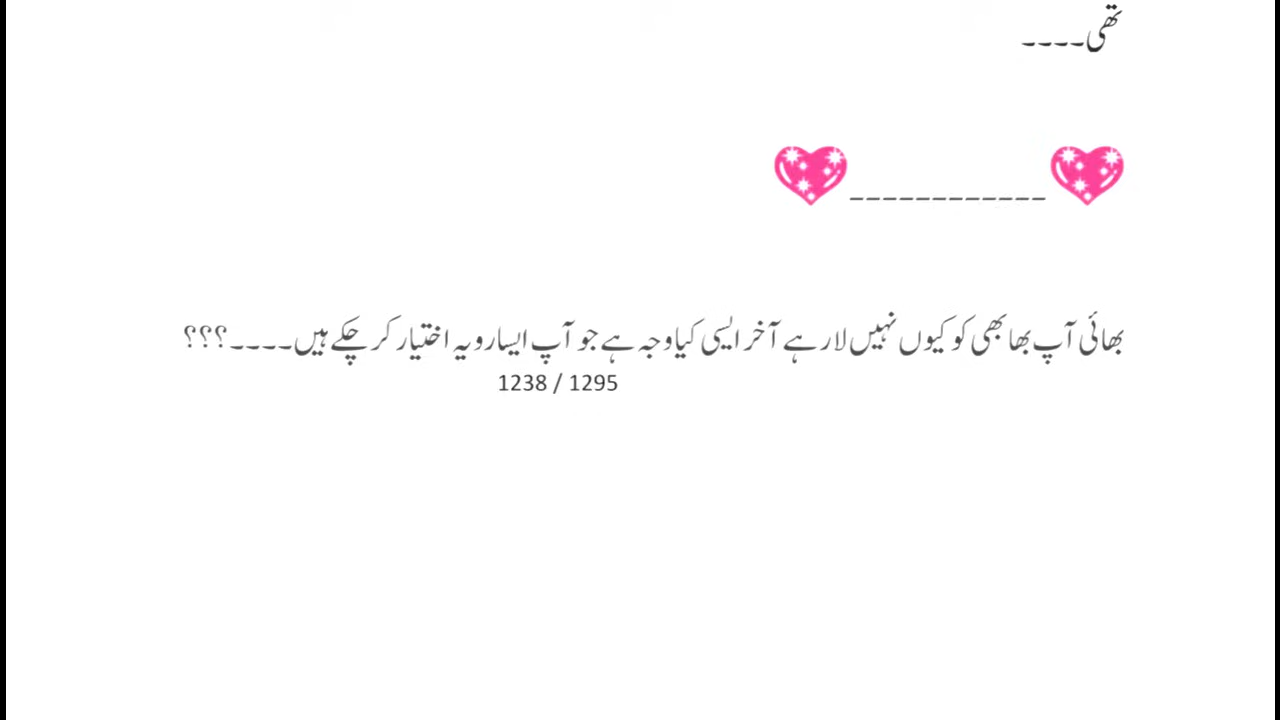 تھی۔۔۔۔
____________
بھائی آپ بھابھی کو کیوں نہیں لا رہے آخر ایسی کیا وجہ ہے جو آپ ایسا رویہ اختیار کر چکے ہیں۔۔۔۔؟؟؟
1238 / 1295